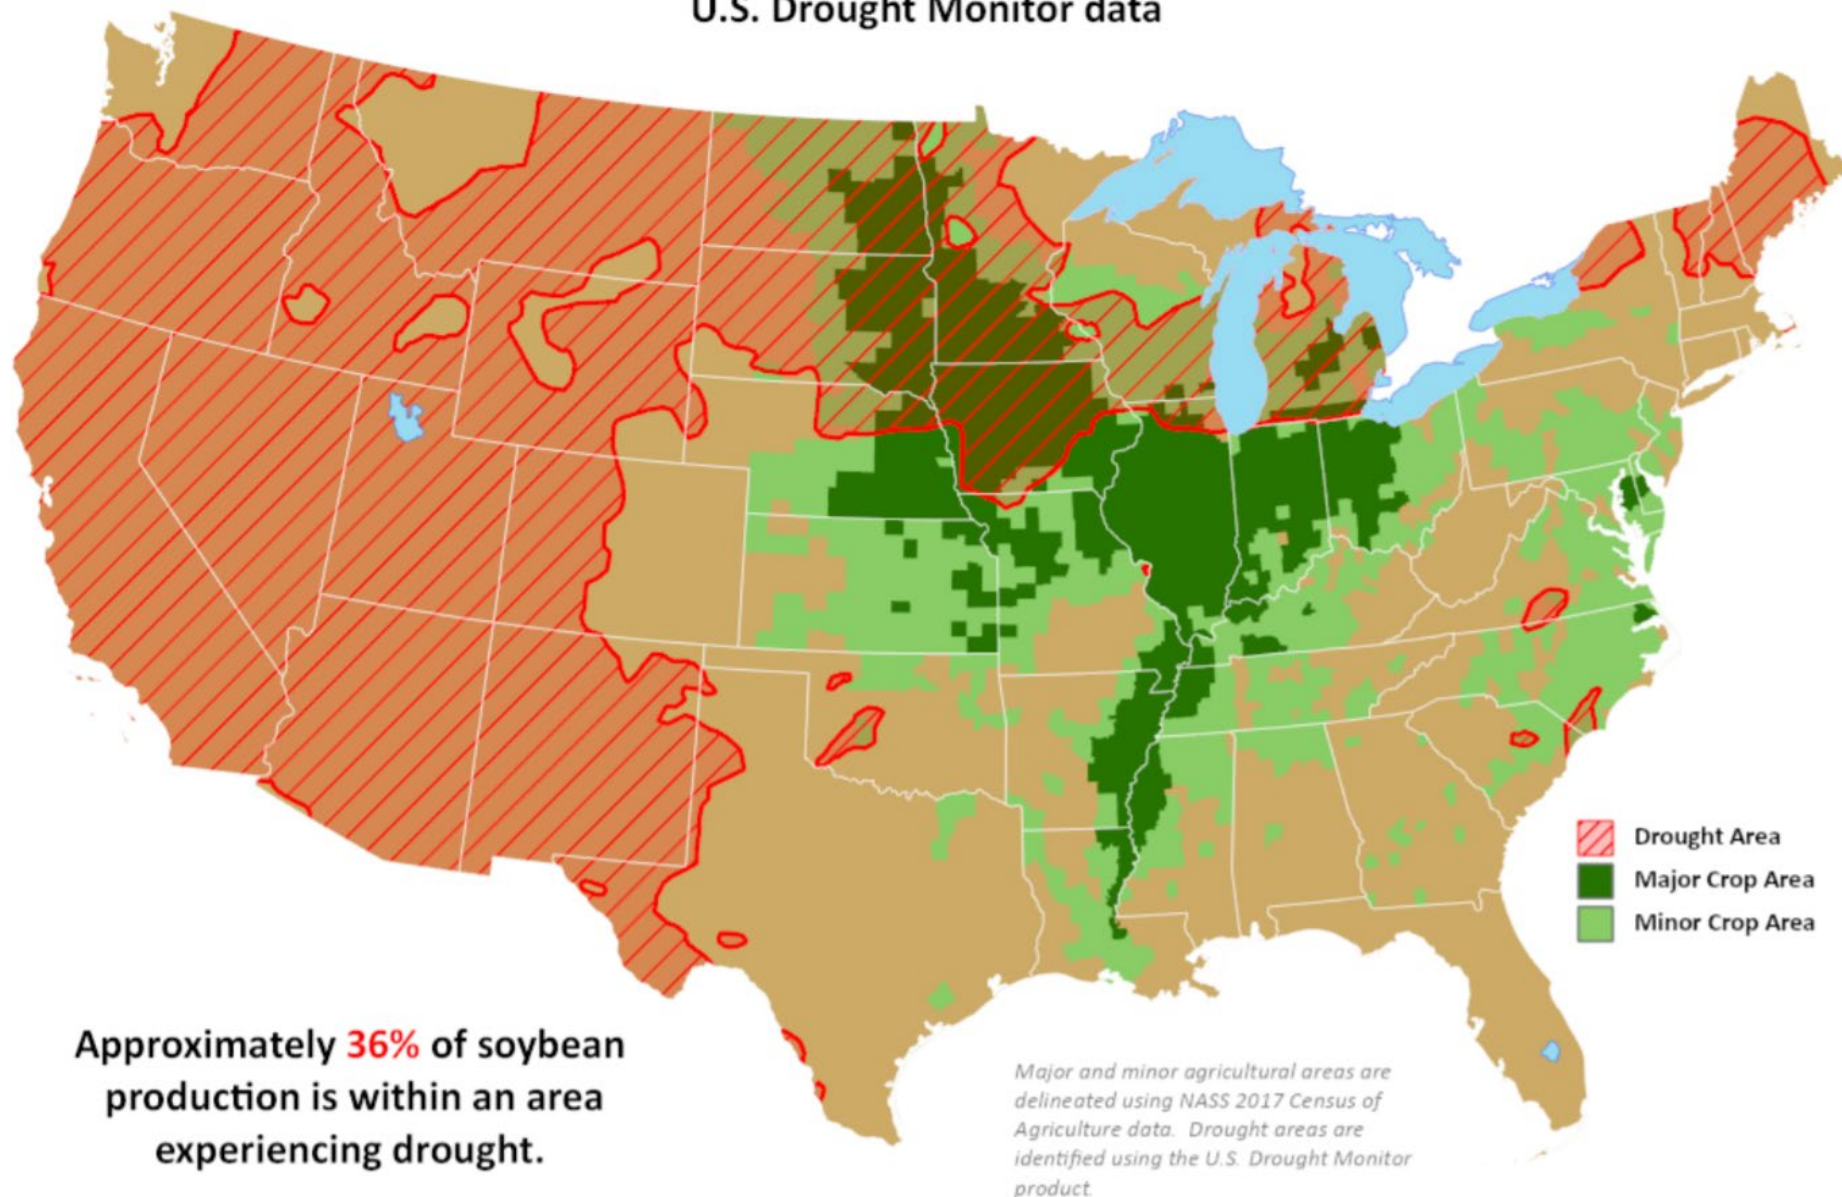 U.S. Drought Monitor data
Drought Area
Major Crop Area
Minor Crop Area
Approximately 36% of soybean
production is within an area
experiencing drought.
Major and minor agricultural areas are
delineated using NASS 2017 Census of
Agriculture data. Drought areas are
identified using the U.S. Drought Monitor
product.